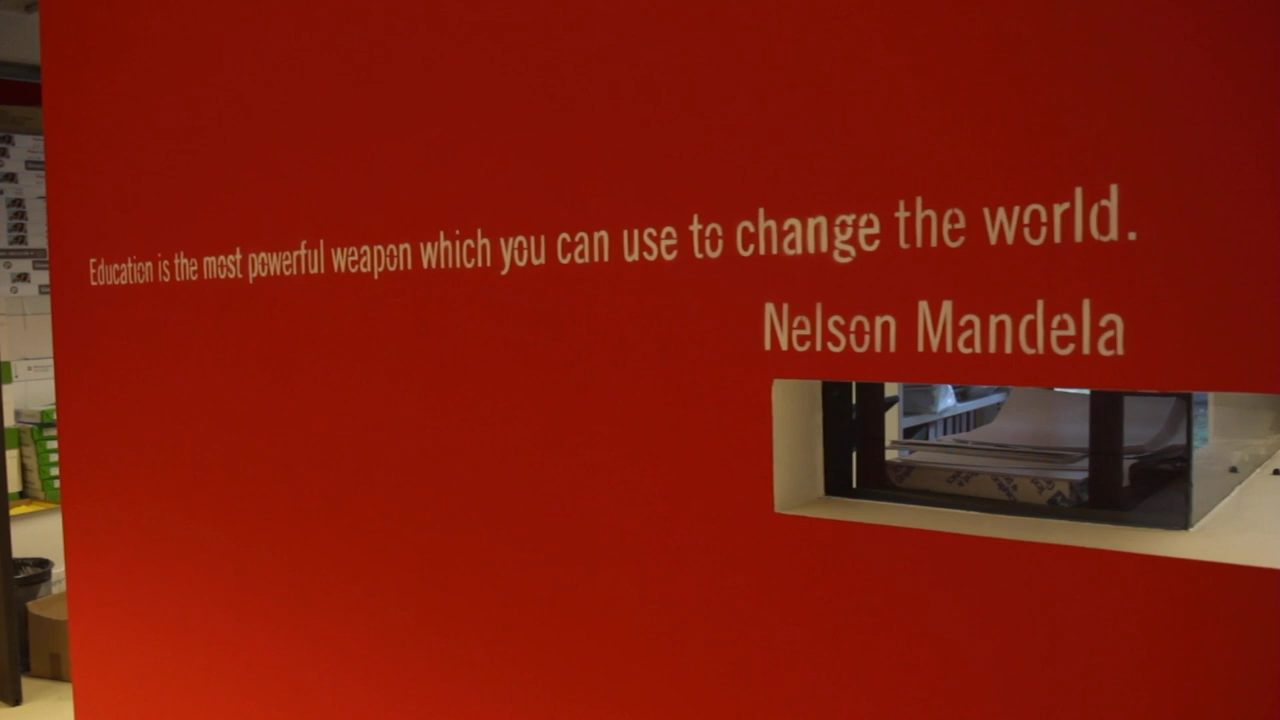 Education is the most powerful weapon which you can use to change the world.
Nelson Mandela